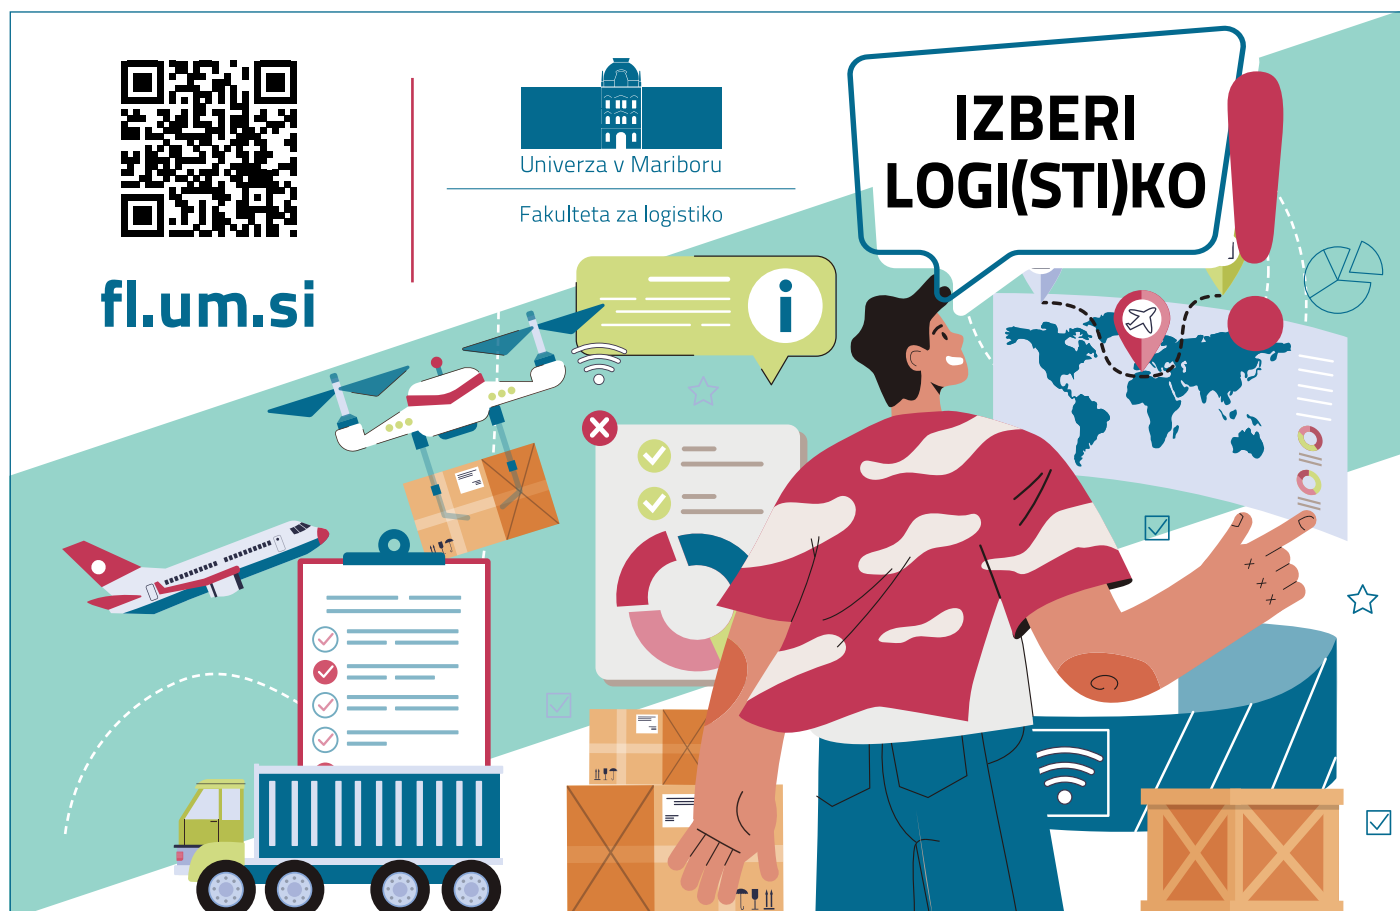 fl.um.si
Univerza v Mariboru
Fakulteta za logistiko
IZBERI
LOGI(STI)KO
!
i